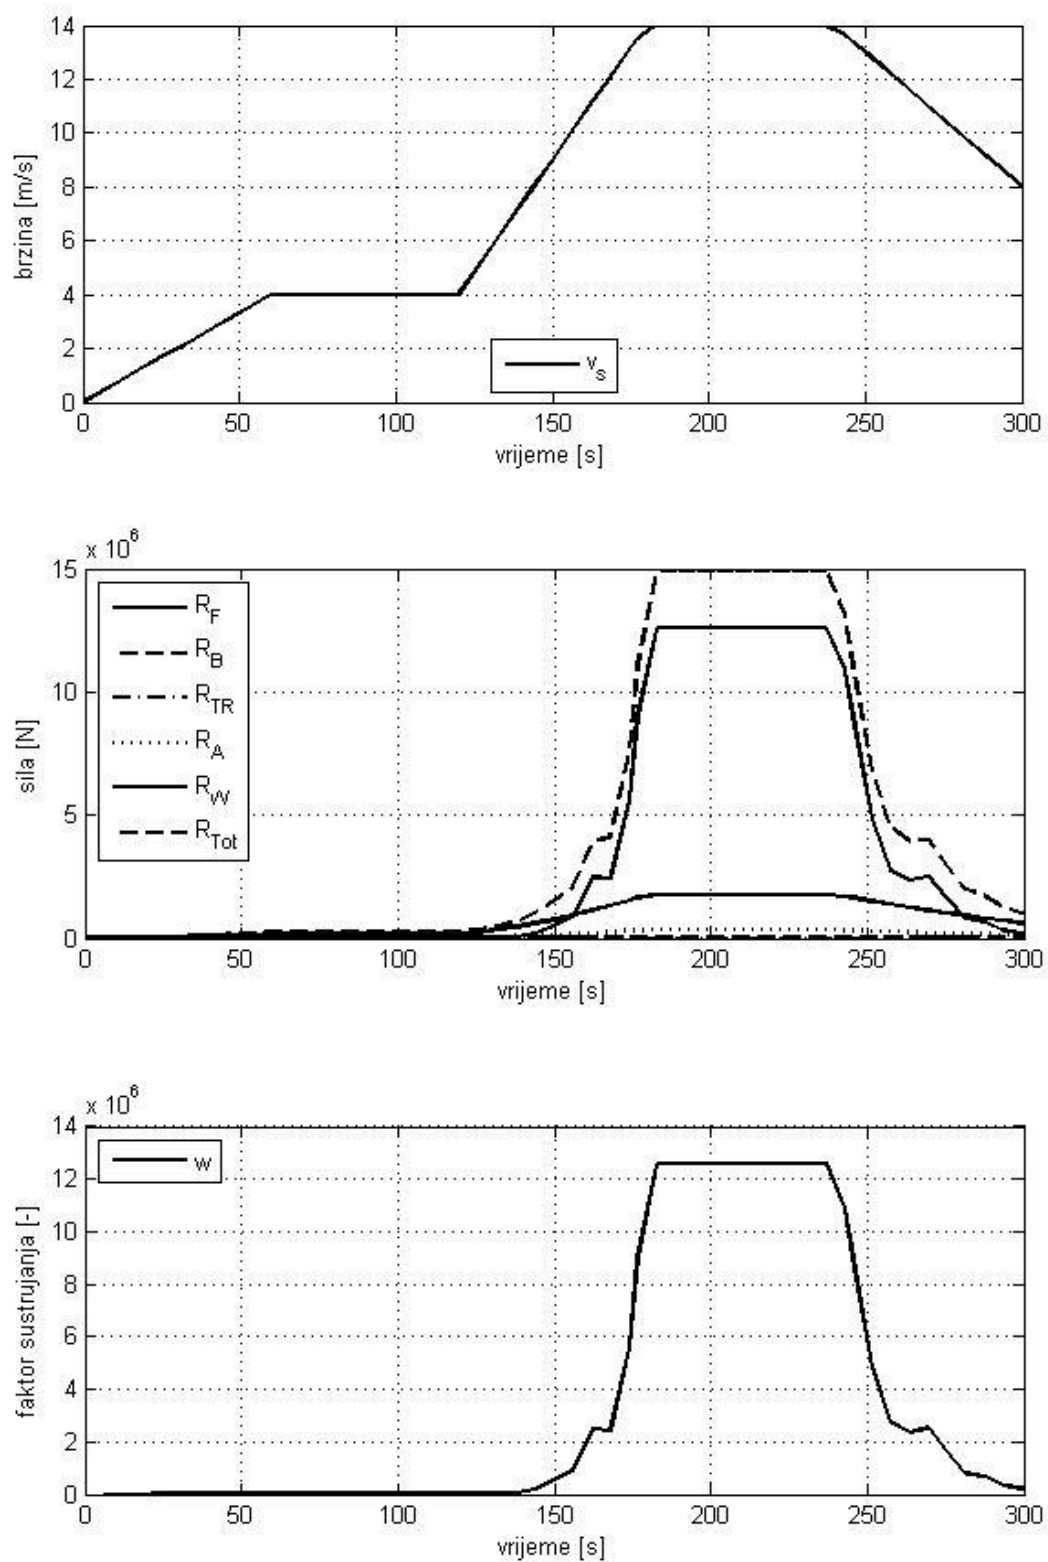 14
12
10
8
6
4
2
0
brzina [m/s]
v_s
0 50 100 150 200 250 300
vrijeme [s]
x 10^6
15
10
5
0
sila [N]
R_F
R_B
R_TR
R_A
R_W
R_Tot
0 50 100 150 200 250 300
vrijeme [s]
x 10^6
14
12
10
8
6
4
2
0
faktor sustrujanja [-]
w
0 50 100 150 200 250 300
vrijeme [s]